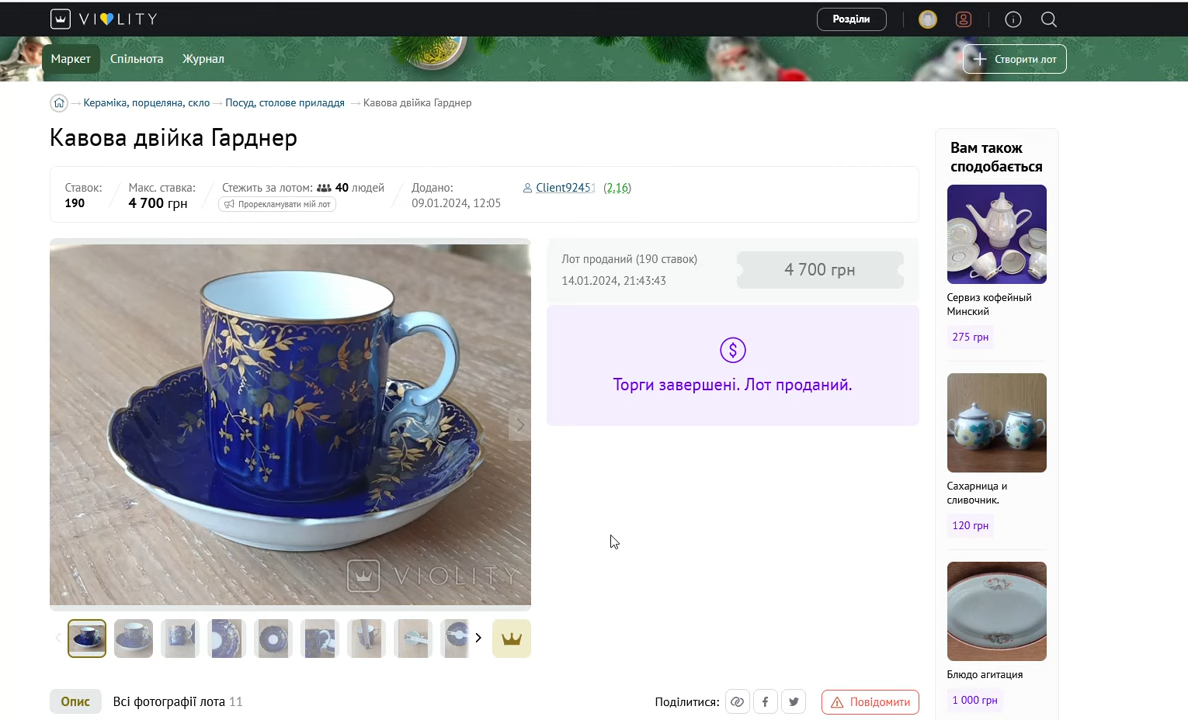 VIOLITY
Розділи
Маркет Спільнота Журнал
Створити лот
Кераміка, порцеляна, скло → Посуд, столове приладдя → Кавова двійка Гарднер
Кавова двійка Гарднер
Ставок: Макс. ставка: Стежить за лотом: 40 людей Додано: Client92451 (2,16)
190 4 700 грн Прорекламувати мій лот 09.01.2024, 12:05
Лот проданий (190 ставок)
14.01.2024, 21:43:43
4 700 грн
$
Торги завершені. Лот проданий.
VIOLITY
Опис Всі фотографії лота 11
Поділитися: Повідомити
Вам також
сподобається
Сервиз кофейный
Минский
275 грн
Сахарница и
сливочник.
120 грн
Блюдо агитация
1 000 грн